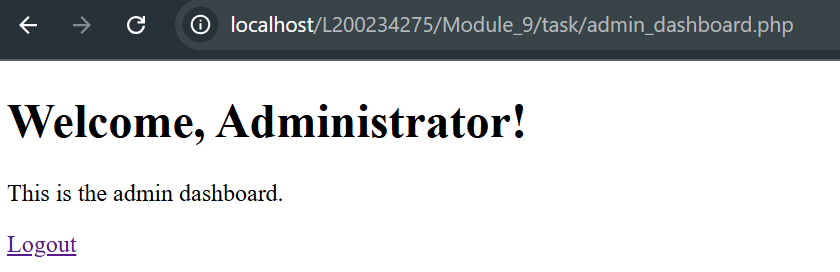 localhost/L200234275/Module_9/task/admin_dashboard.php
Welcome, Administrator!
This is the admin dashboard.
Logout